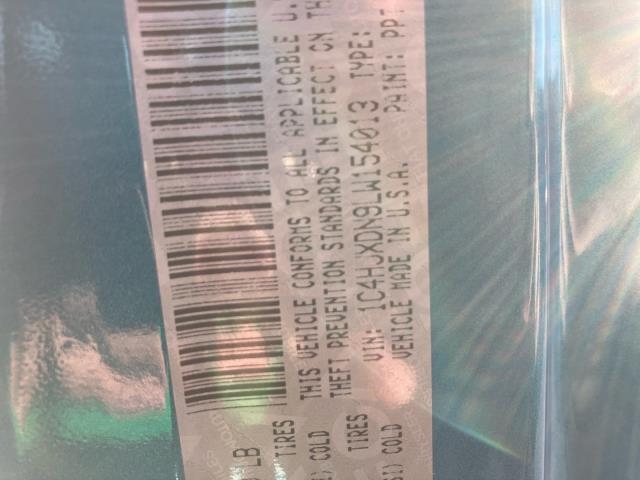 LB
THIS VEHICLE CONFORMS TO ALL APPLICABLE U.
TIRES
THEFT PREVENTION STANDARDS IN EFFECT ON TH
COLD
VIN: 1C4HJXDN9LW154013 TYPE:
TIRES
VEHICLE MADE IN U.S.A. PAINT:
COLD